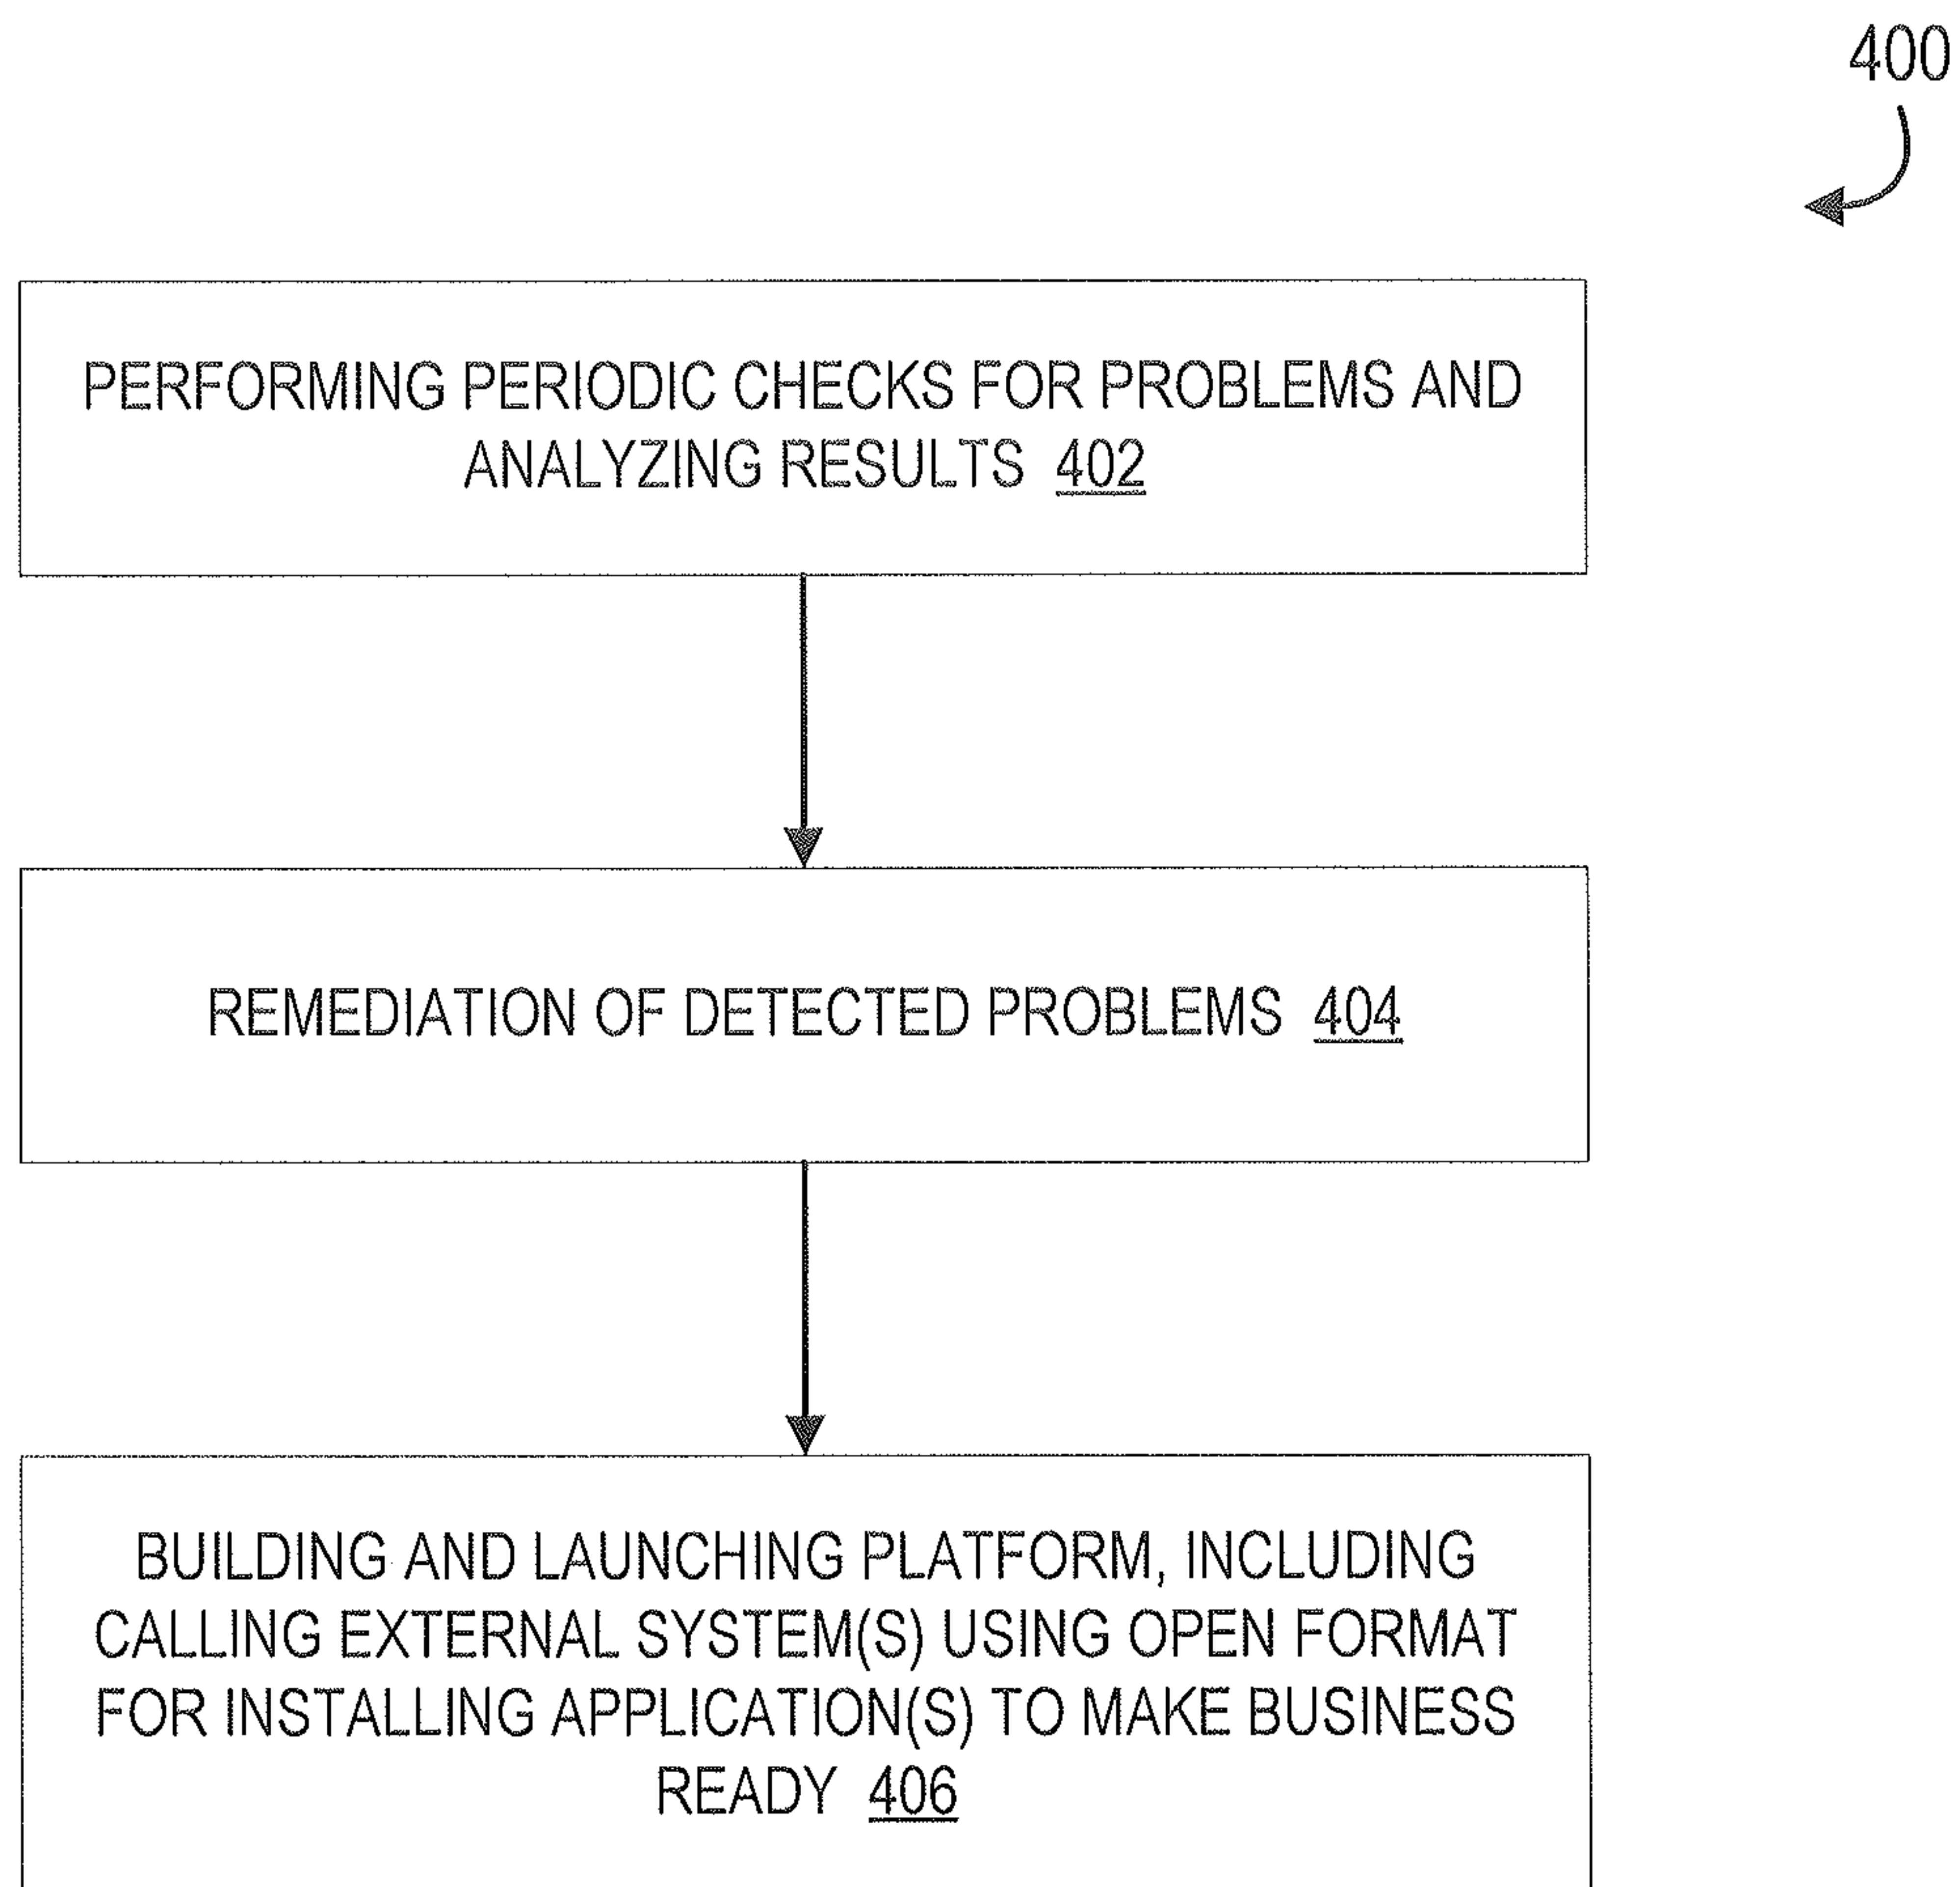 400
PERFORMING PERIODIC CHECKS FOR PROBLEMS AND
ANALYZING RESULTS 402
REMEDIATION OF DETECTED PROBLEMS 404
BUILDING AND LAUNCHING PLATFORM, INCLUDING
CALLING EXTERNAL SYSTEM(S) USING OPEN FORMAT
FOR INSTALLING APPLICATION(S) TO MAKE BUSINESS
READY 406